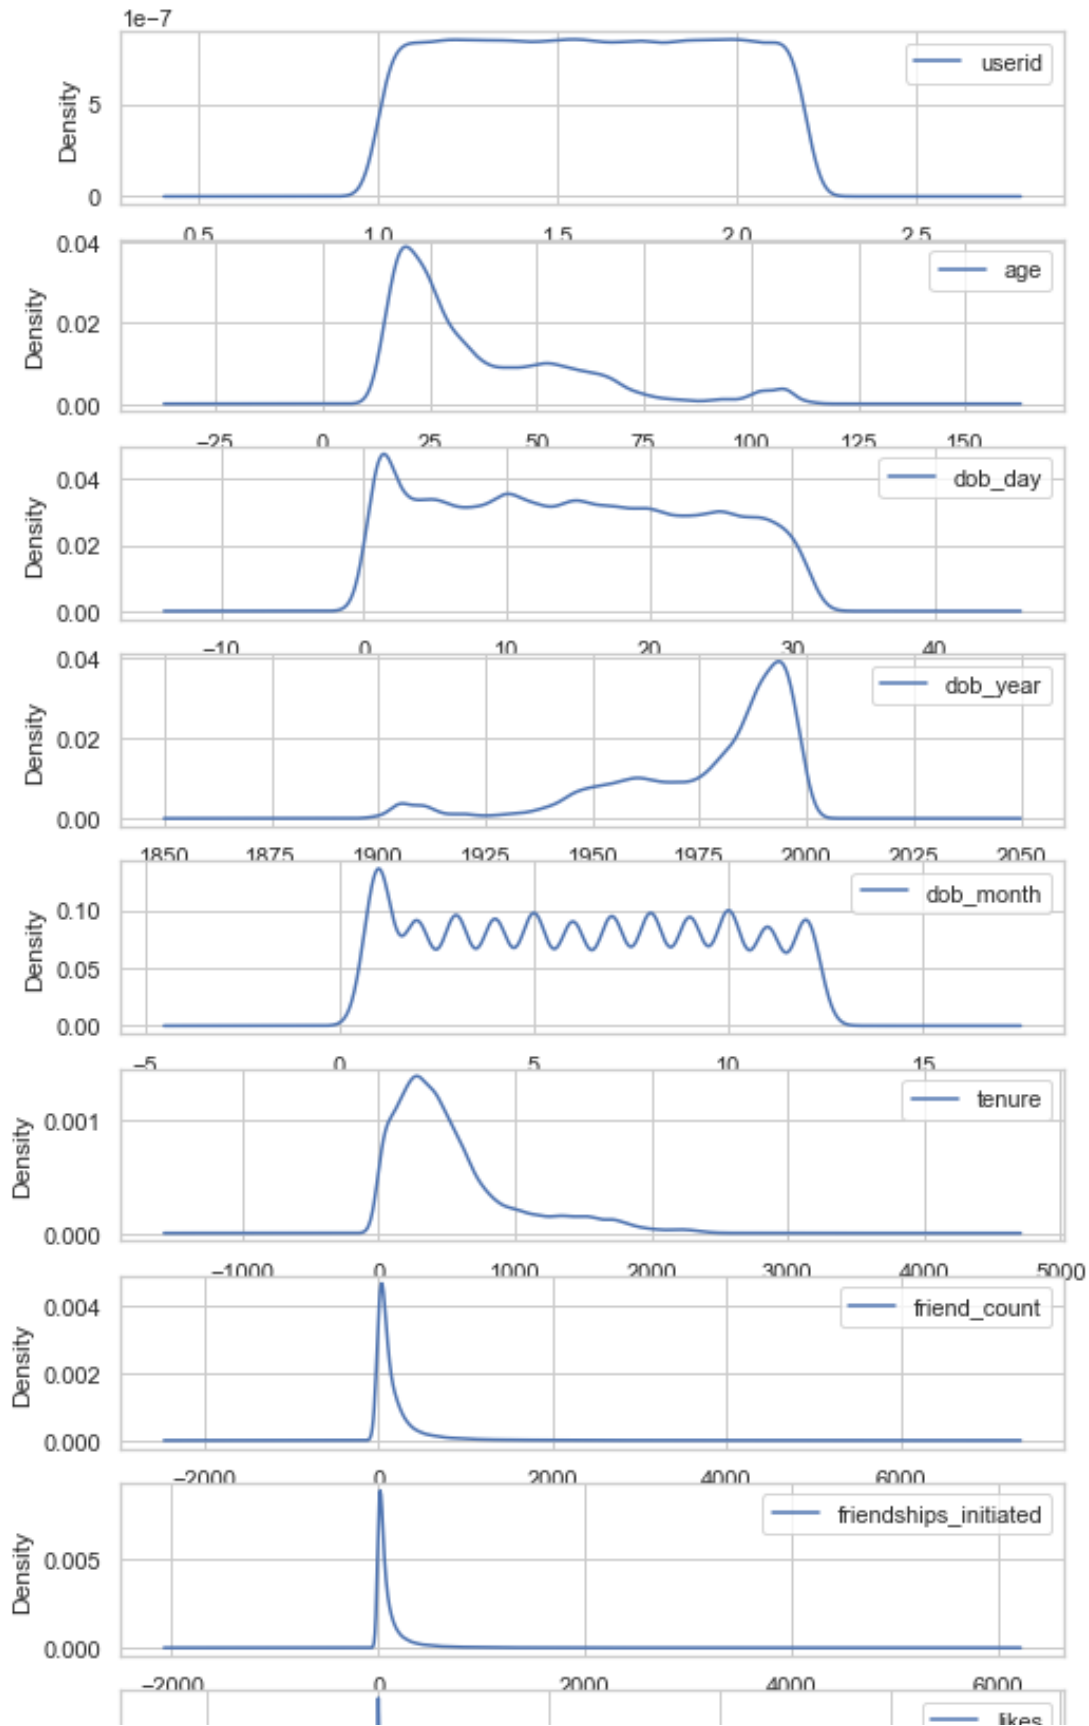 1e−7
userid
Density
5
0
0.5 1.0 1.5 2.0 2.5
0.04
age
Density
0.02
0.00
−25 0 25 50 75 100 125 150
dob_day
Density
0.04
0.02
0.00
−10 0 10 20 30 40
0.04
dob_year
Density
0.02
0.00
1850 1875 1900 1925 1950 1975 2000 2025 2050
dob_month
Density
0.10
0.05
0.00
−5 0 5 10 15
tenure
Density
0.001
0.000
−1000 0 1000 2000 3000 4000 5000
friend_count
Density
0.004
0.002
0.000
−2000 0 2000 4000 6000
friendships_initiated
Density
0.005
0.000
−2000 0 2000 4000 6000
likes